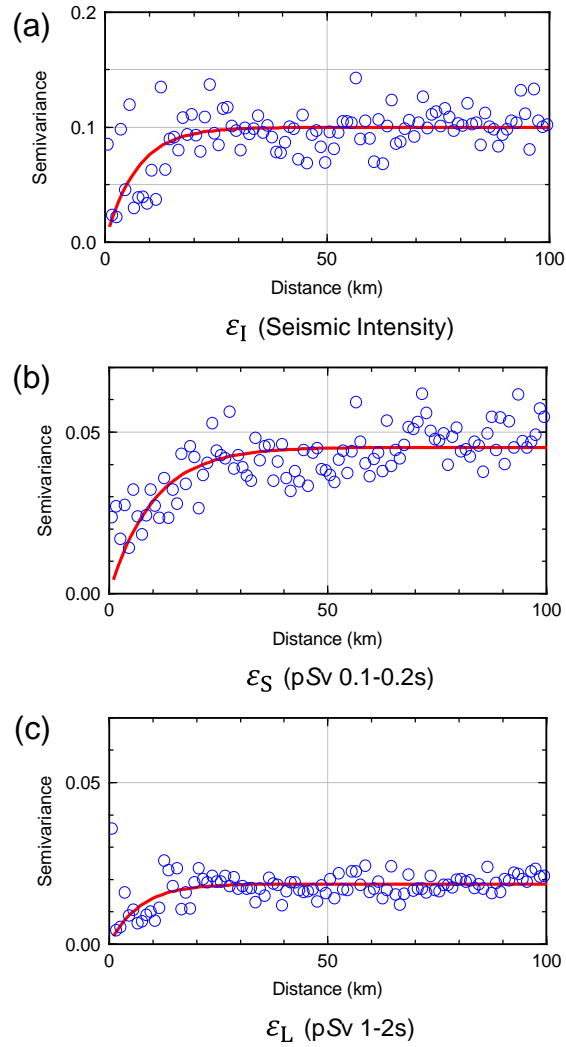 (a)
0.2
0.1
0.0
Semivariance
0
50
100
Distance (km)
εI (Seismic Intensity)
(b)
0.05
0.00
Semivariance
0
50
100
Distance (km)
εS (pSv 0.1-0.2s)
(c)
0.05
0.00
Semivariance
0
50
100
Distance (km)
εL (pSv 1-2s)